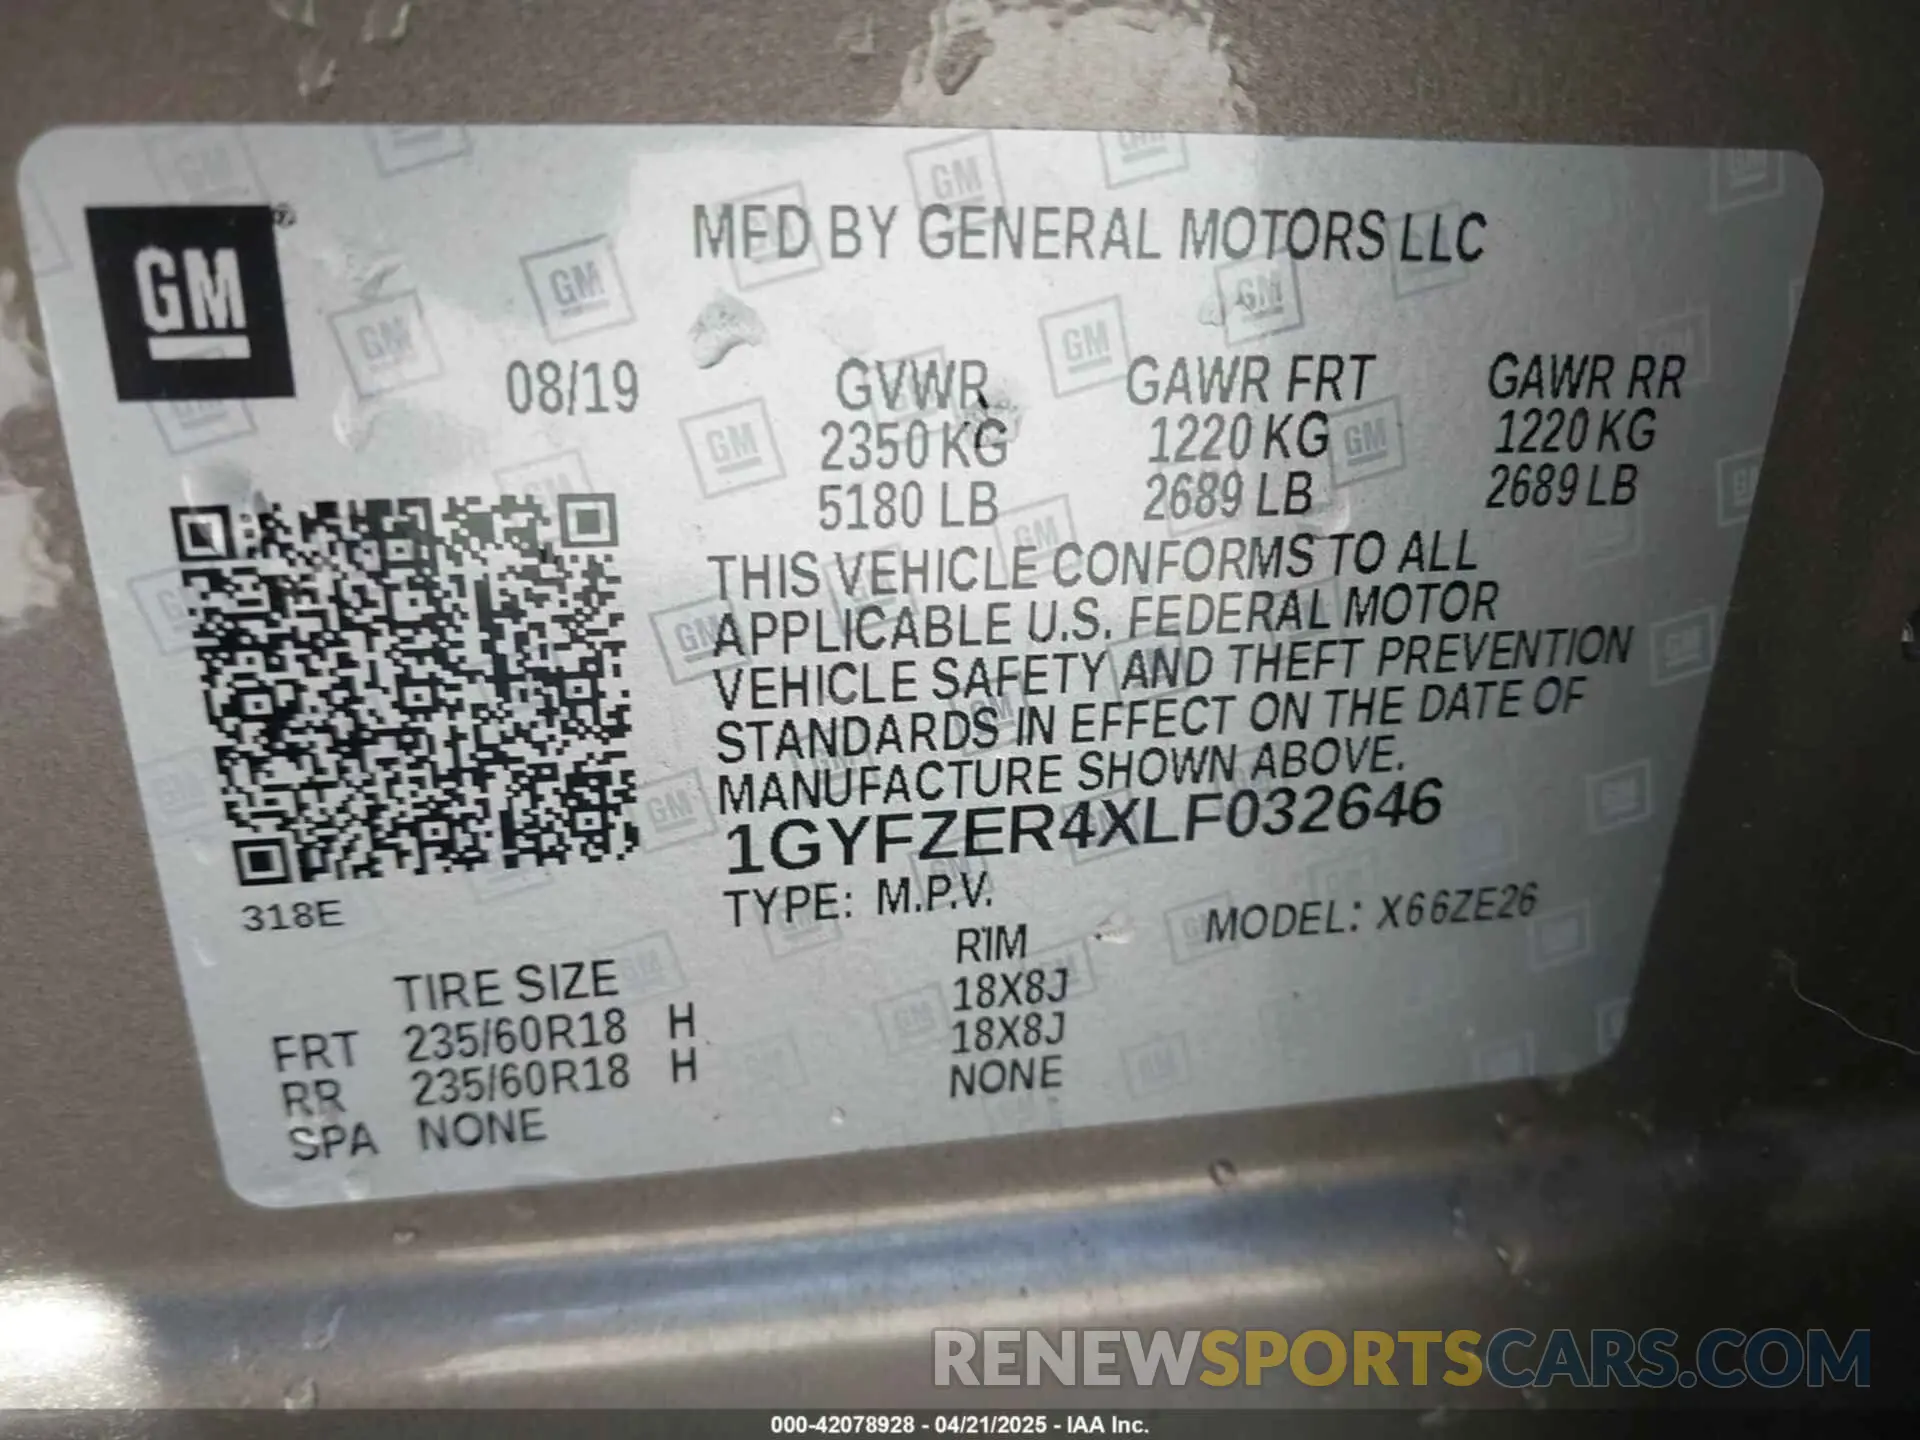 GM®
MFD BY GENERAL MOTORS LLC
08/19 GVWR GAWR FRT GAWR RR
2350 KG 1220 KG 1220 KG
5180 LB 2689 LB 2689 LB
THIS VEHICLE CONFORMS TO ALL
APPLICABLE U.S. FEDERAL MOTOR
VEHICLE SAFETY AND THEFT PREVENTION
STANDARDS IN EFFECT ON THE DATE OF
MANUFACTURE SHOWN ABOVE.
1GYFZER4XLF032646
318E
TYPE: M.P.V. MODEL: X66ZE26
TIRE SIZE RIM
FRT 235/60R18 H 18X8J
RR 235/60R18 H 18X8J
SPA NONE NONE
RENEWSPORTSCARS.COM
000-42078928 - 04/21/2025 - IAA Inc.